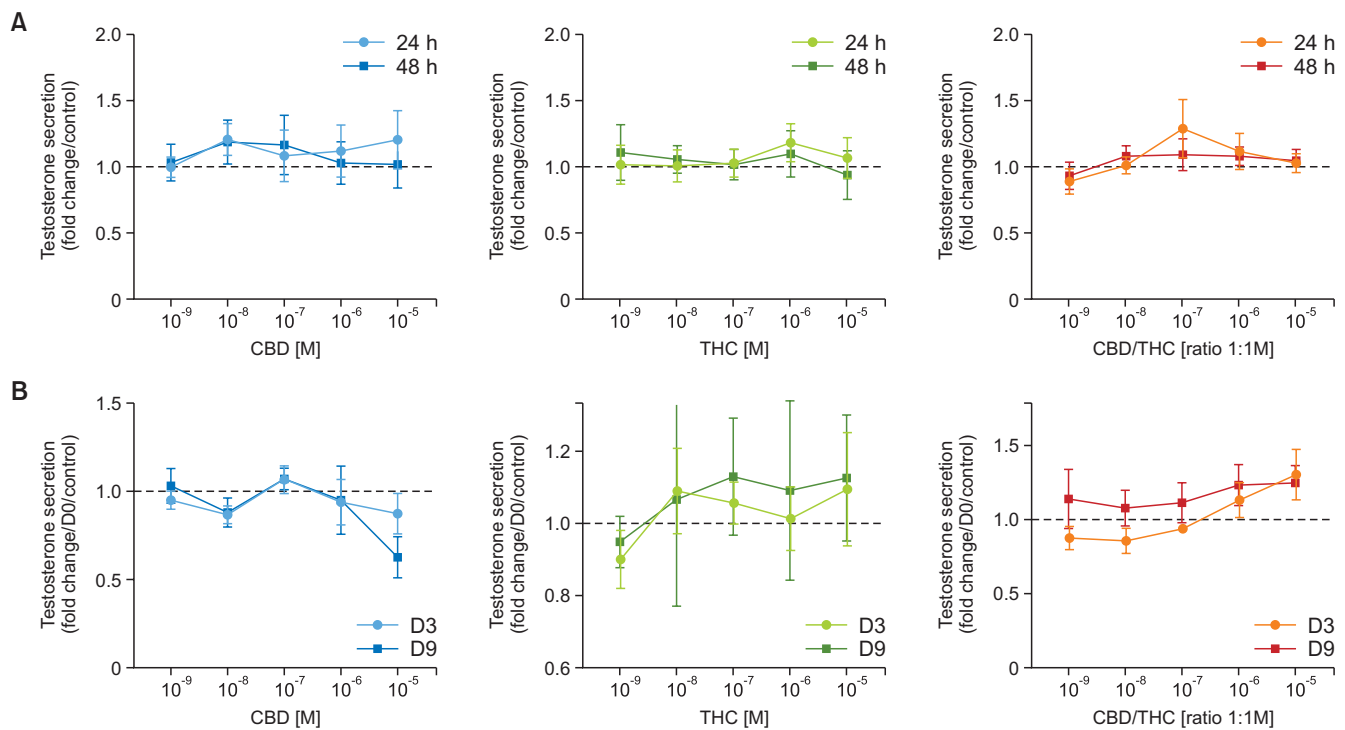 A
Testosterone secretion
(fold change/control)
2.0
1.5
1.0
0.5
0
24 h
48 h
10⁻⁹ 10⁻⁸ 10⁻⁷ 10⁻⁶ 10⁻⁵
CBD [M]
Testosterone secretion
(fold change/control)
2.0
1.5
1.0
0.5
0
24 h
48 h
10⁻⁹ 10⁻⁸ 10⁻⁷ 10⁻⁶ 10⁻⁵
THC [M]
Testosterone secretion
(fold change/control)
2.0
1.5
1.0
0.5
0
24 h
48 h
10⁻⁹ 10⁻⁸ 10⁻⁷ 10⁻⁶ 10⁻⁵
CBD/THC [ratio 1:1M]
B
Testosterone secretion
(fold change/D0/control)
1.5
1.0
0.5
0
D3
D9
10⁻⁹ 10⁻⁸ 10⁻⁷ 10⁻⁶ 10⁻⁵
CBD [M]
Testosterone secretion
(fold change/D0/control)
1.2
1.0
0.8
0.6
D3
D9
10⁻⁹ 10⁻⁸ 10⁻⁷ 10⁻⁶ 10⁻⁵
THC [M]
Testosterone secretion
(fold change/D0/control)
1.5
1.0
0.5
0
D3
D9
10⁻⁹ 10⁻⁸ 10⁻⁷ 10⁻⁶ 10⁻⁵
CBD/THC [ratio 1:1M]